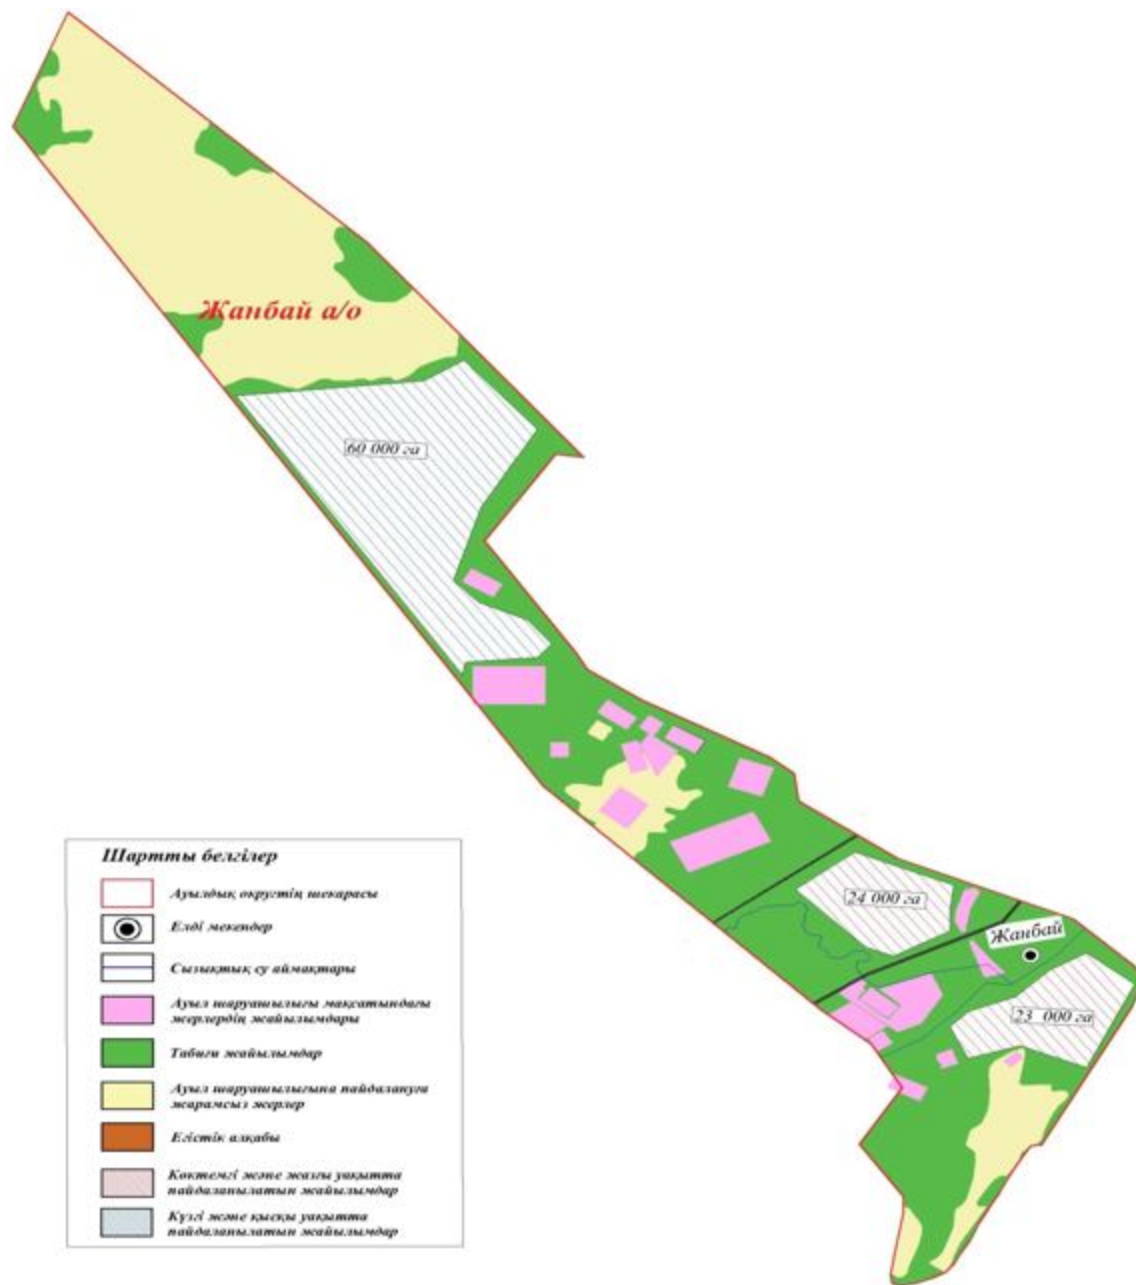 Жанбай а/о
60 000 га
24 000 га
Жанбай
23 000 га
Шартты белгілер
Ауылдық округтің шекарасы
Елді мекендер
Сызықтық су аймақтары
Ауыл шаруашылығы мақсатындағы
жерлердің жайылымдары
Табиғи жайылымдар
Ауыл шаруашылығына пайдалануға
жарамсыз жерлер
Егістік алқабы
Көктемгі және жазғы уақытта
пайдаланылатын жайылымдар
Күзгі және қысқы уақытта
пайдаланылатын жайылымдар